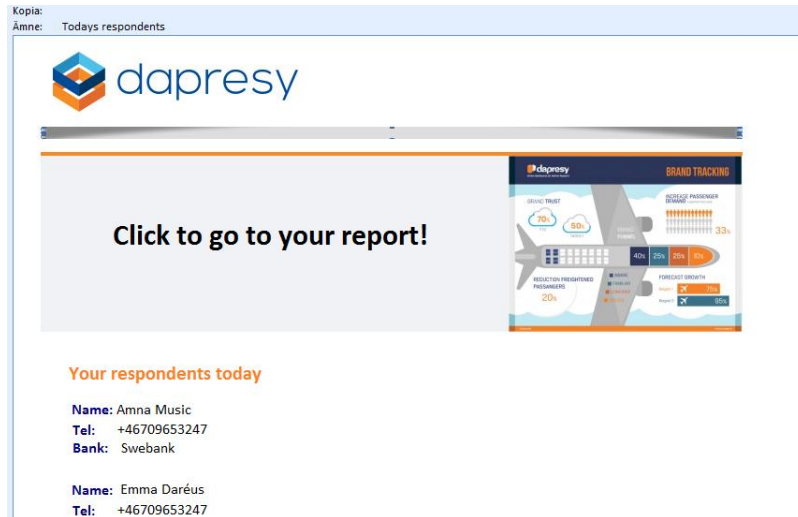 Kopia:
Ämne: Todays respondents
dapresy
dapresy
BRAND TRACKING
BRAND TRUST
70%
50%
INCREASE PASSENGER
DEMAND
33%
40% 25% 25% 10%
REDUCTION FREIGHTENED
PASSANGERS
20%
FORECAST GROWTH
75%
95%
Click to go to your report!
Your respondents today
Name: Amna Music
Tel: +46709653247
Bank: Swebank
Name: Emma Daréus
Tel: +46709653247